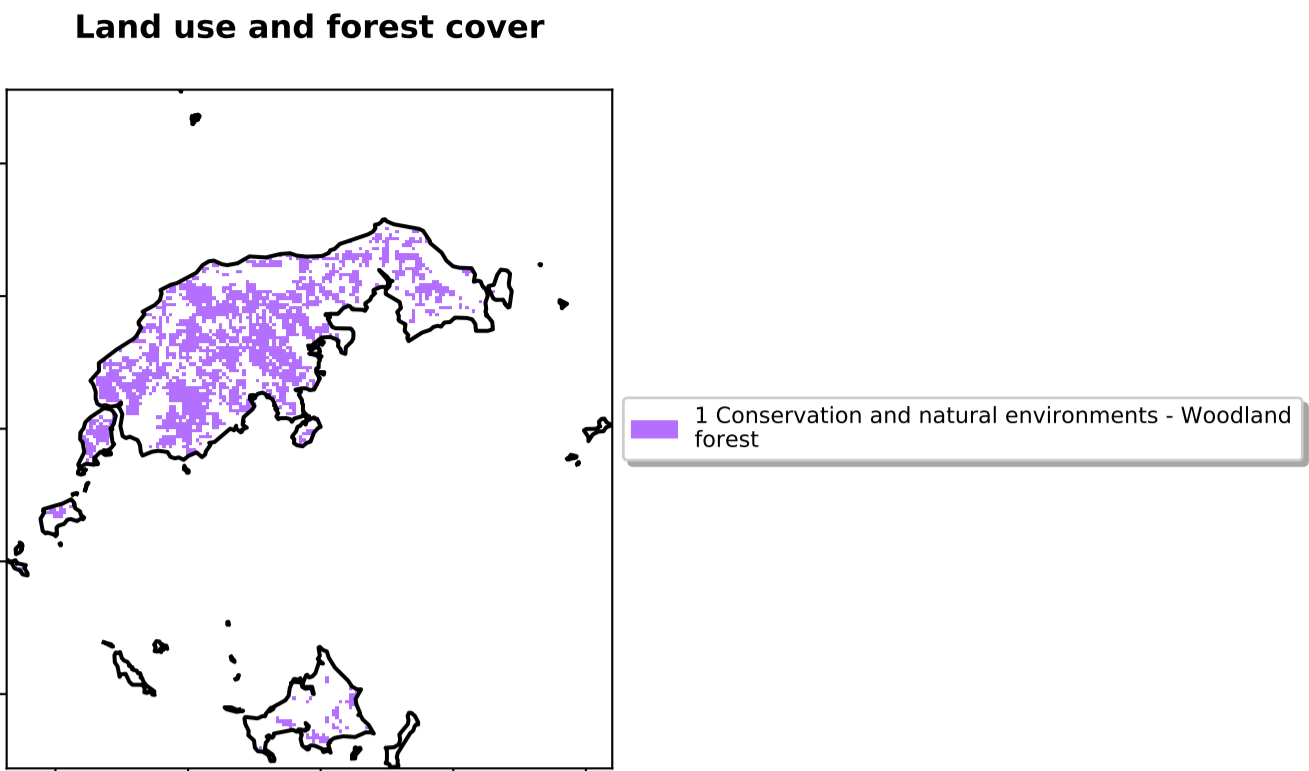 Land use and forest cover
1 Conservation and natural environments - Woodland
forest